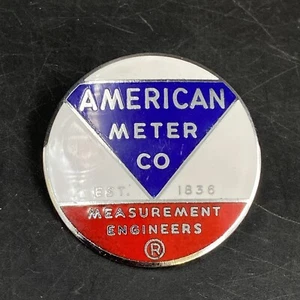 AMERICAN
METER
CO
EST. 1836
MEASUREMENT
ENGINEERS
®